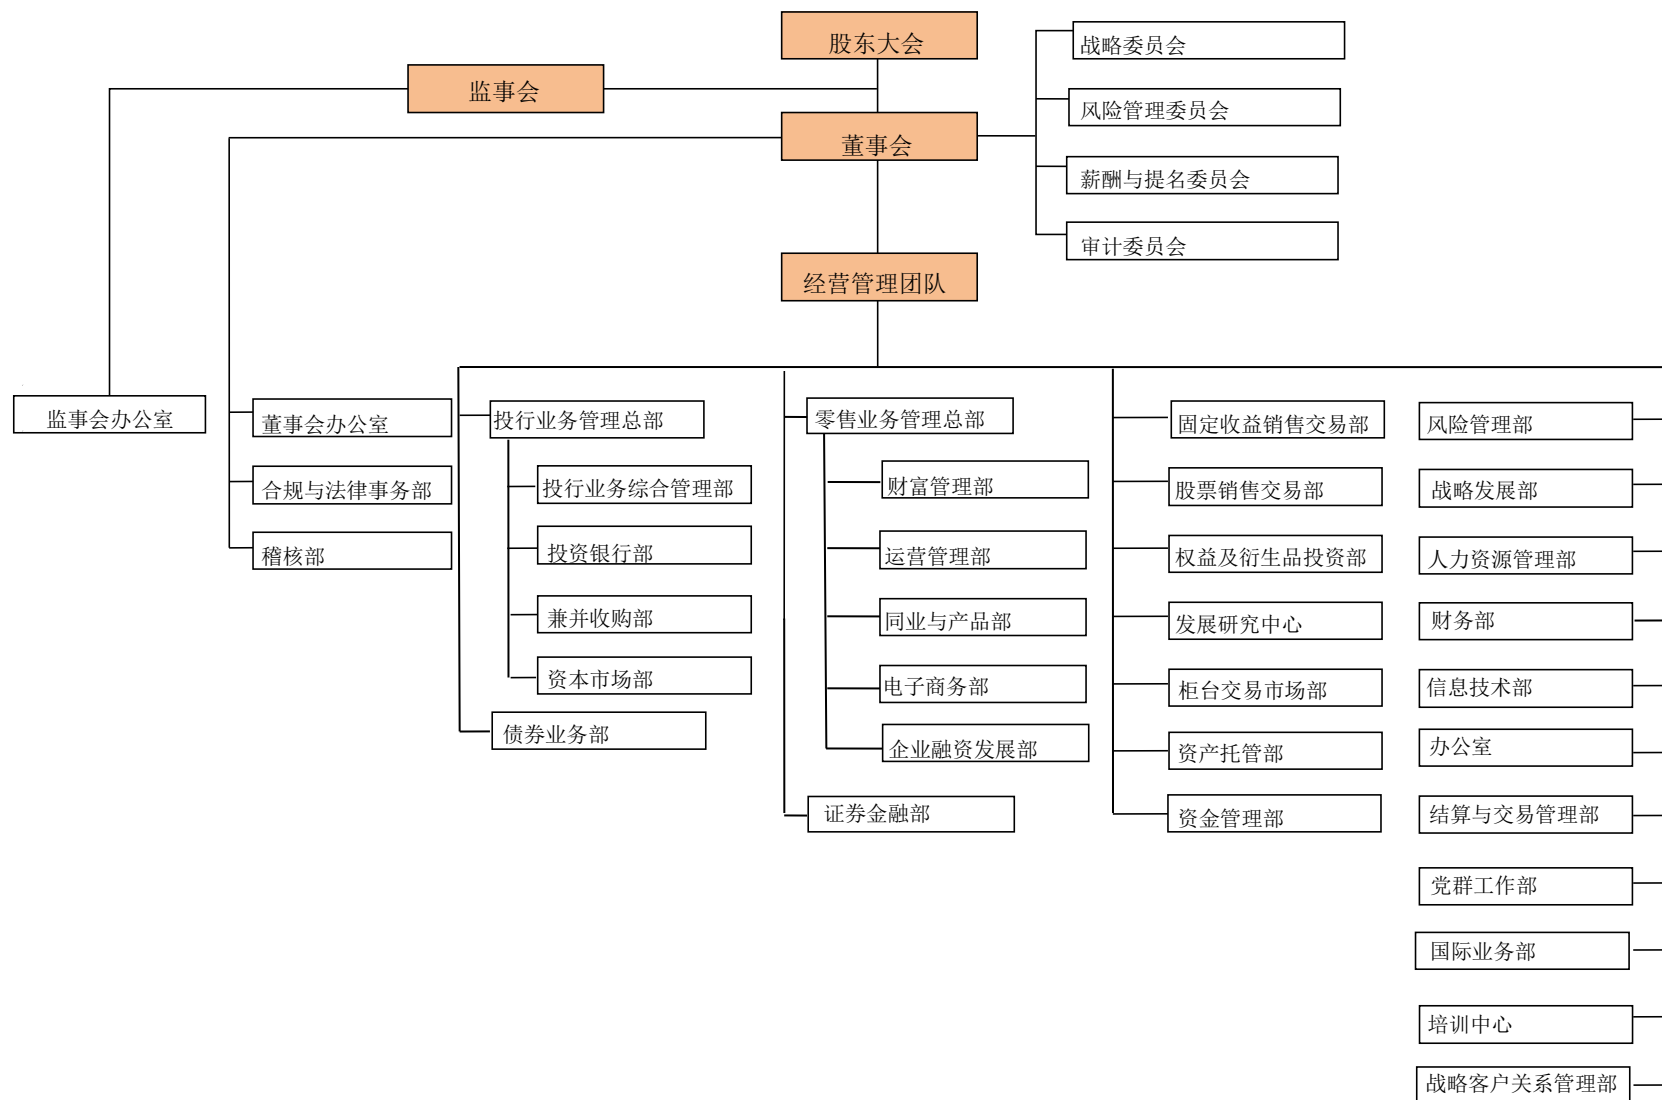 股东大会
监事会
董事会
战略委员会
风险管理委员会
薪酬与提名委员会
审计委员会
经营管理团队
监事会办公室
董事会办公室
合规与法律事务部
稽核部
投行业务管理总部
投行业务综合管理部
投资银行部
兼并收购部
资本市场部
债券业务部
零售业务管理总部
财富管理部
运营管理部
同业与产品部
电子商务部
企业融资发展部
证券金融部
固定收益销售交易部
股票销售交易部
权益及衍生品投资部
发展研究中心
柜台交易市场部
资产托管部
资金管理部
风险管理部
战略发展部
人力资源管理部
财务部
信息技术部
办公室
结算与交易管理部
党群工作部
国际业务部
培训中心
战略客户关系管理部